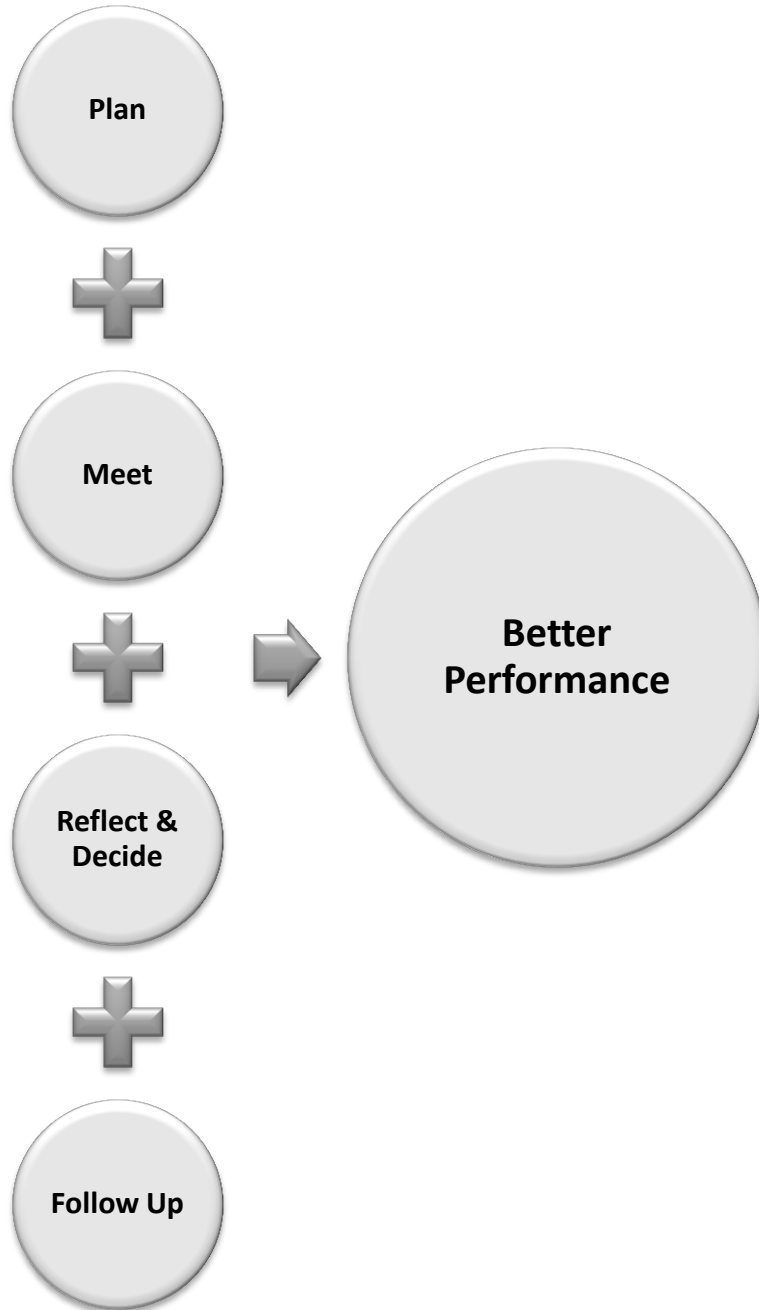 Plan
Meet
Better
Performance
Reflect &
Decide
Follow Up